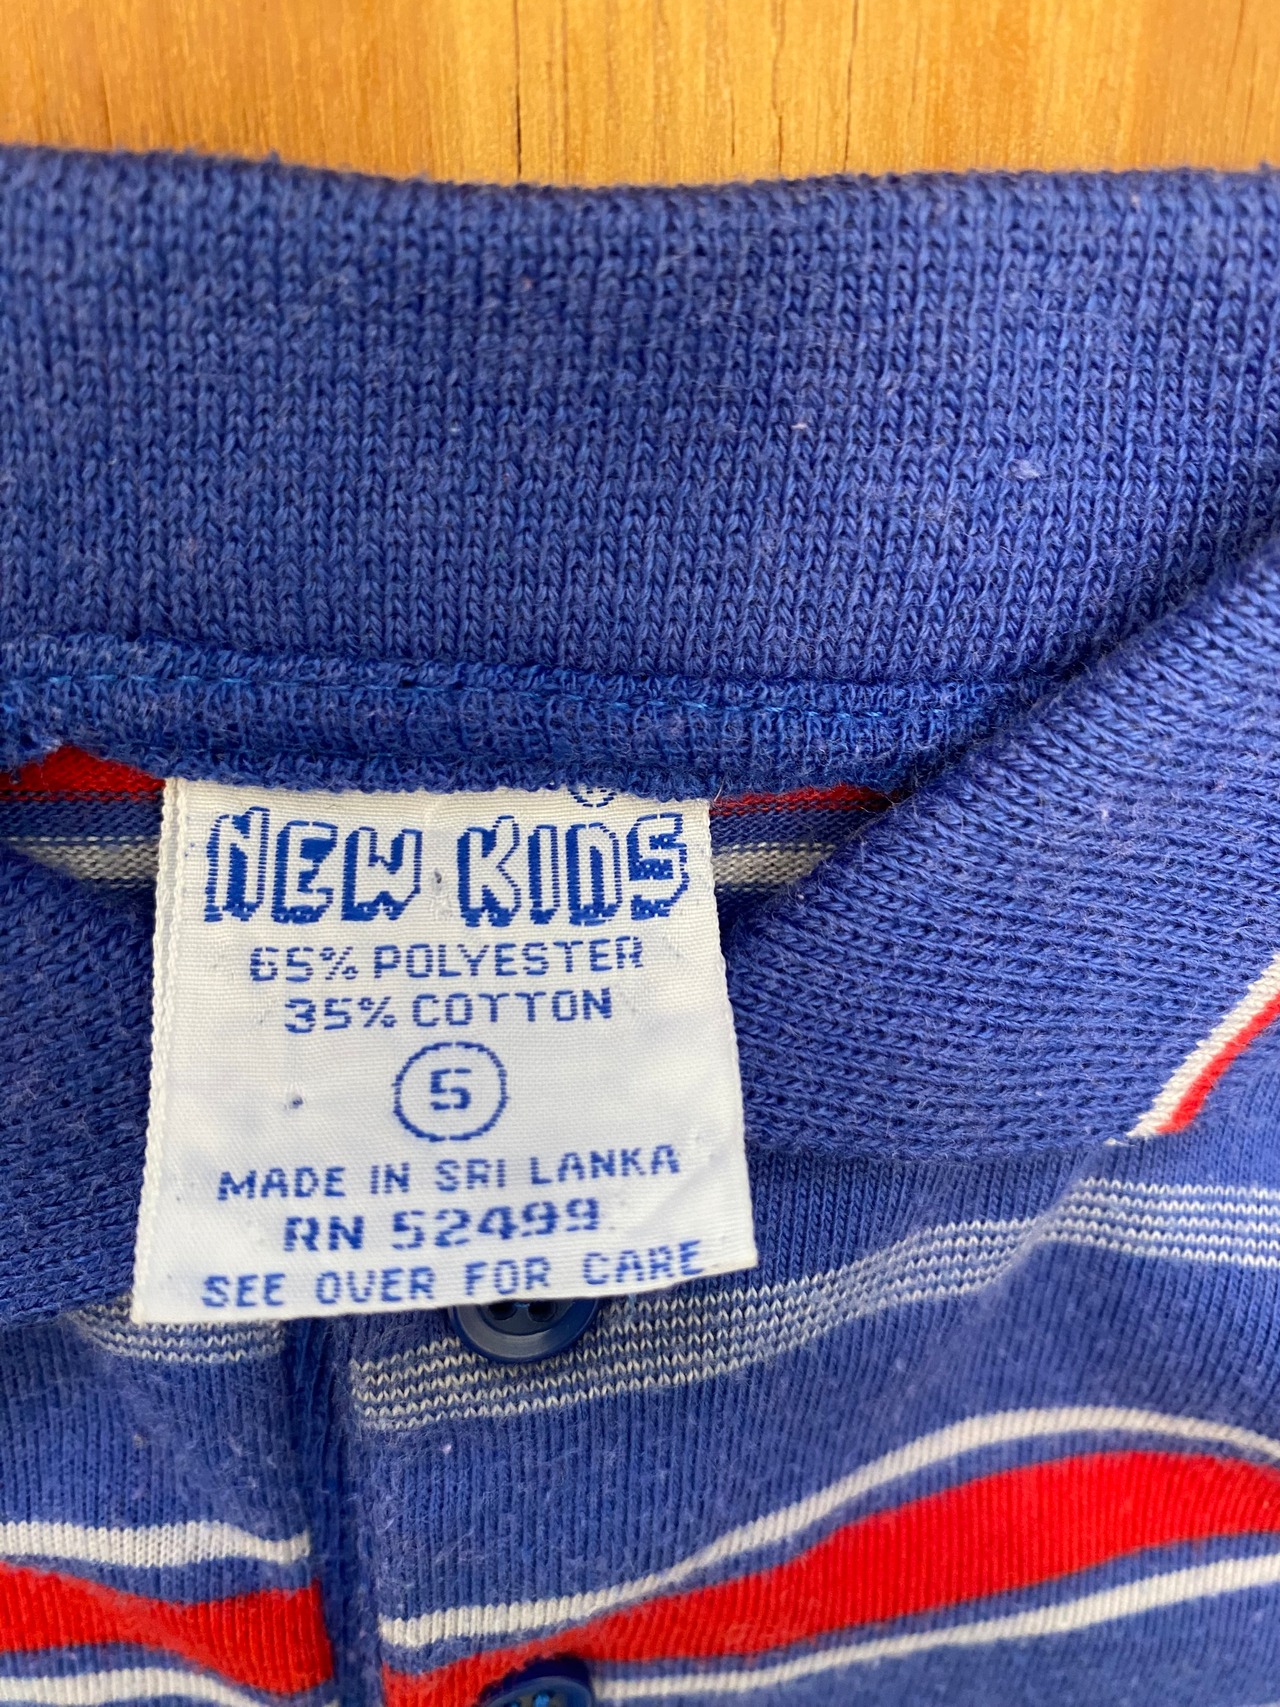 NEW KIDS
65% POLYESTER
35% COTTON
5
MADE IN SRI LANKA
RN 52499
SEE OVER FOR CARE